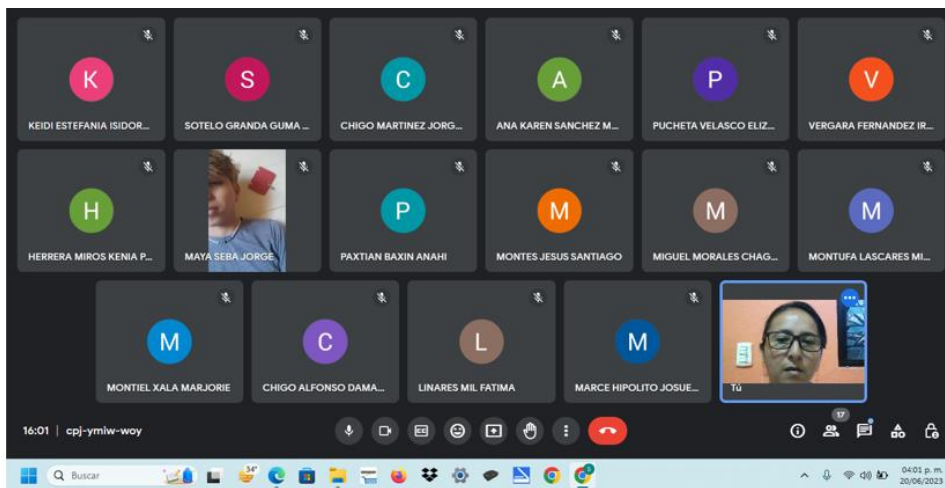 K S C A P V
KEIDI ESTEFANIA ISIDOR... SOTELO GRANDA GUMA ... CHIGO MARTINEZ JORG... ANA KAREN SANCHEZ M... PUCHETA VELASCO ELIZ... VERGARA FERNANDEZ IR...
H P M M M
HERRERA MIROS KENIA P... MAYA SEBA JORGE PAXTIAN BAXIN ANAHI MONTES JESUS SANTIAGO MIGUEL MORALES CHAG... MONTUFA LASCARES MI...
M C L M
MONTIEL XALA MARJORIE CHIGO ALFONSO DAMA... LINARES MIL FATIMA MARCE HIPOLITO JOSUE... Tú
16:01 | cpj-ymiw-woy CC 17
Buscar 34° 04:01 p. m.
20/06/2023